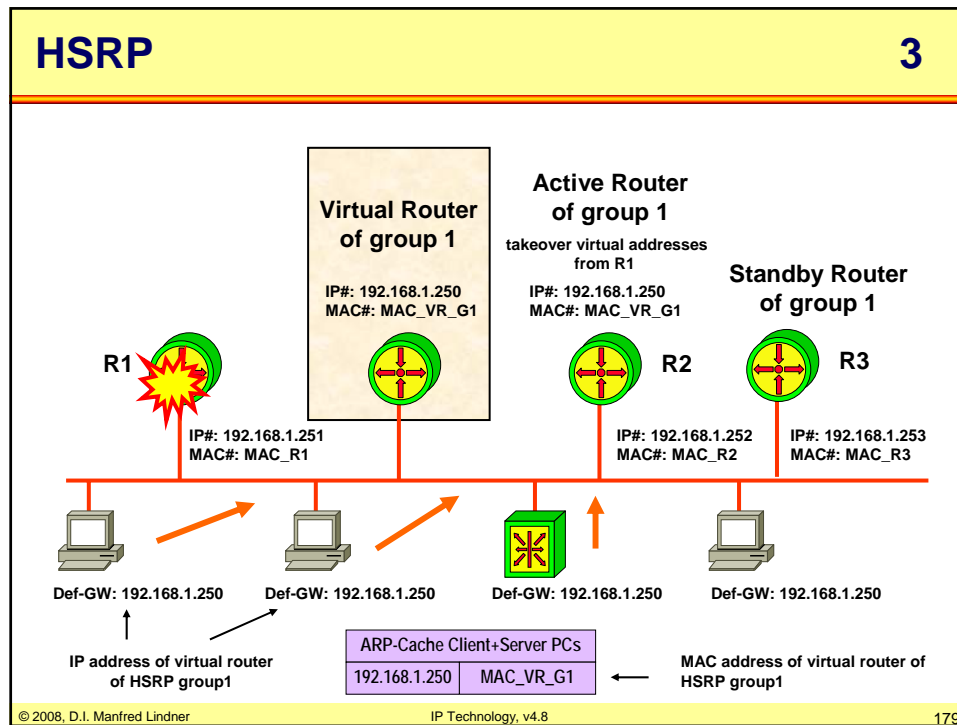 HSRP 3
Virtual Router
of group 1
IP#: 192.168.1.250
MAC#: MAC_VR_G1
Active Router
of group 1
takeover virtual addresses
from R1
IP#: 192.168.1.250
MAC#: MAC_VR_G1
Standby Router
of group 1
R1
R2
R3
IP#: 192.168.1.251
MAC#: MAC_R1
IP#: 192.168.1.252
MAC#: MAC_R2
IP#: 192.168.1.253
MAC#: MAC_R3
Def-GW: 192.168.1.250
Def-GW: 192.168.1.250
Def-GW: 192.168.1.250
Def-GW: 192.168.1.250
IP address of virtual router
of HSRP group1
ARP-Cache Client+Server PCs
192.168.1.250 MAC_VR_G1
MAC address of virtual router of
HSRP group1
© 2008, D.I. Manfred Lindner IP Technology, v4.8 179